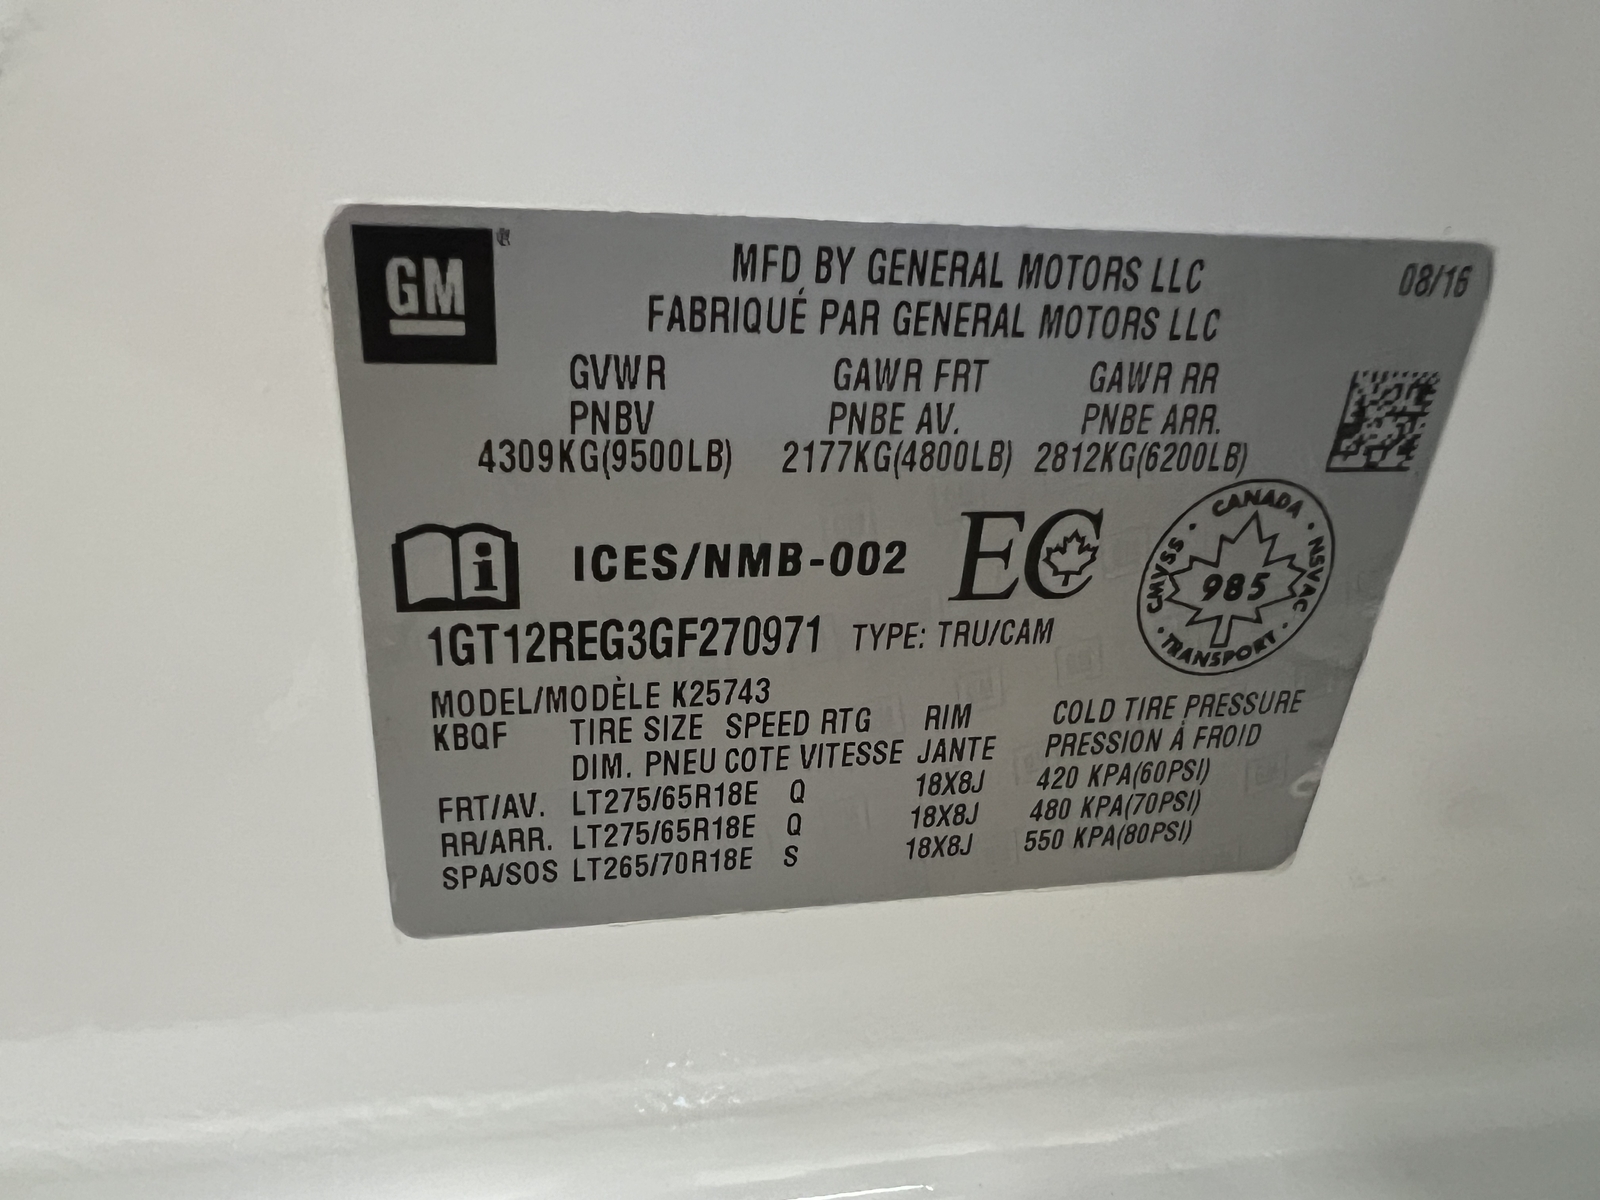 GM
MFD BY GENERAL MOTORS LLC
08/16
FABRIQUÉ PAR GENERAL MOTORS LLC
GVWR GAWR FRT GAWR RR
PNBV PNBE AV. PNBE ARR.
4309KG(9500LB) 2177KG(4800LB) 2812KG(6200LB)
i ICES/NMB-002 EC
CANADA · NSVAC · TRANSPORT · CMVSS ·
985
1GT12REG3GF270971 TYPE: TRU/CAM
MODEL/MODÈLE K25743
KBQF TIRE SIZE SPEED RTG RIM COLD TIRE PRESSURE
DIM. PNEU COTE VITESSE JANTE PRESSION À FROID
FRT/AV. LT275/65R18E Q 18X8J 420 KPA(60PSI)
RR/ARR. LT275/65R18E Q 18X8J 480 KPA(70PSI)
SPA/SOS LT265/70R18E S 18X8J 550 KPA(80PSI)